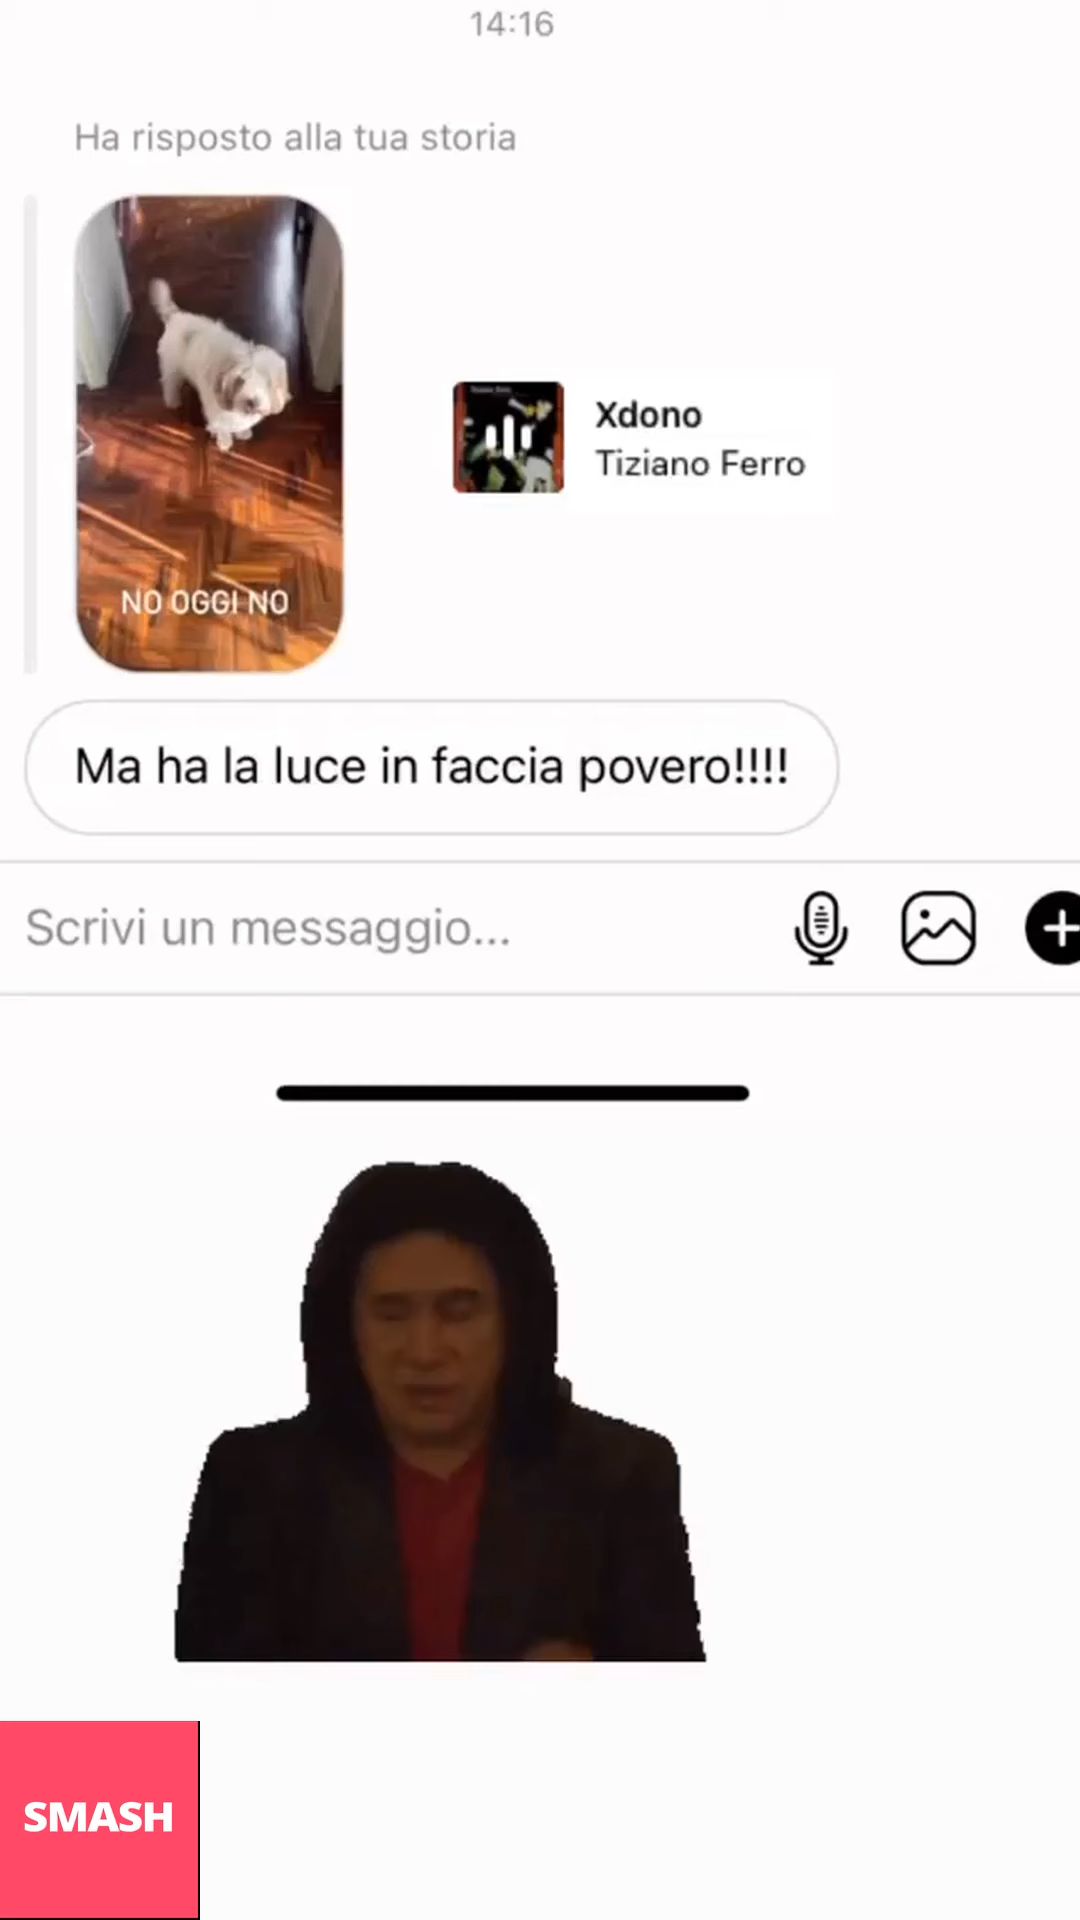 14:16
Ha risposto alla tua storia
Xdono
Tiziano Ferro
NO OGGI NO
Ma ha la luce in faccia povero!!!!
Scrivi un messaggio...
SMASH